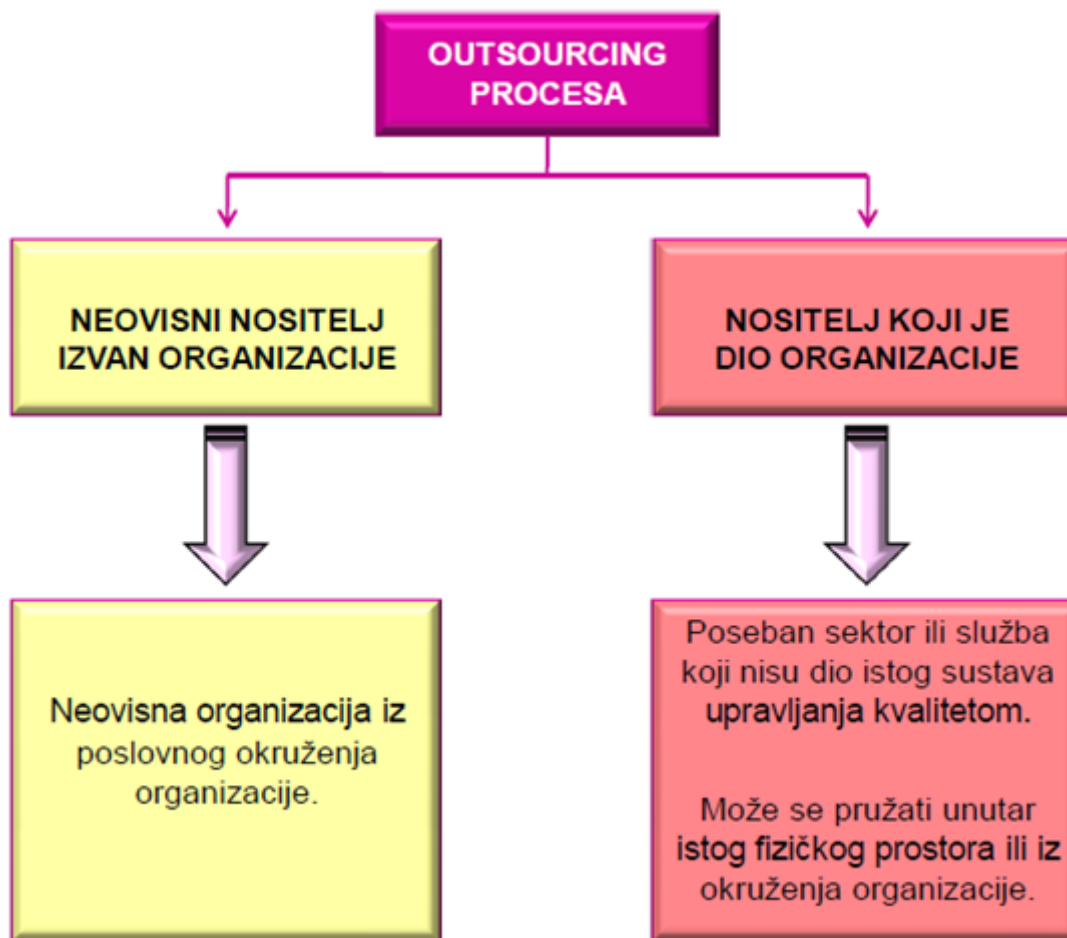 OUTSOURCING
PROCESA
NEOVISNI NOSITELJ
IZVAN ORGANIZACIJE
NOSITELJ KOJI JE
DIO ORGANIZACIJE
Neovisna organizacija iz
poslovnog okruženja
organizacije.
Poseban sektor ili služba
koji nisu dio istog sustava
upravljanja kvalitetom.
Može se pružati unutar
istog fizičkog prostora ili iz
okruženja organizacije.